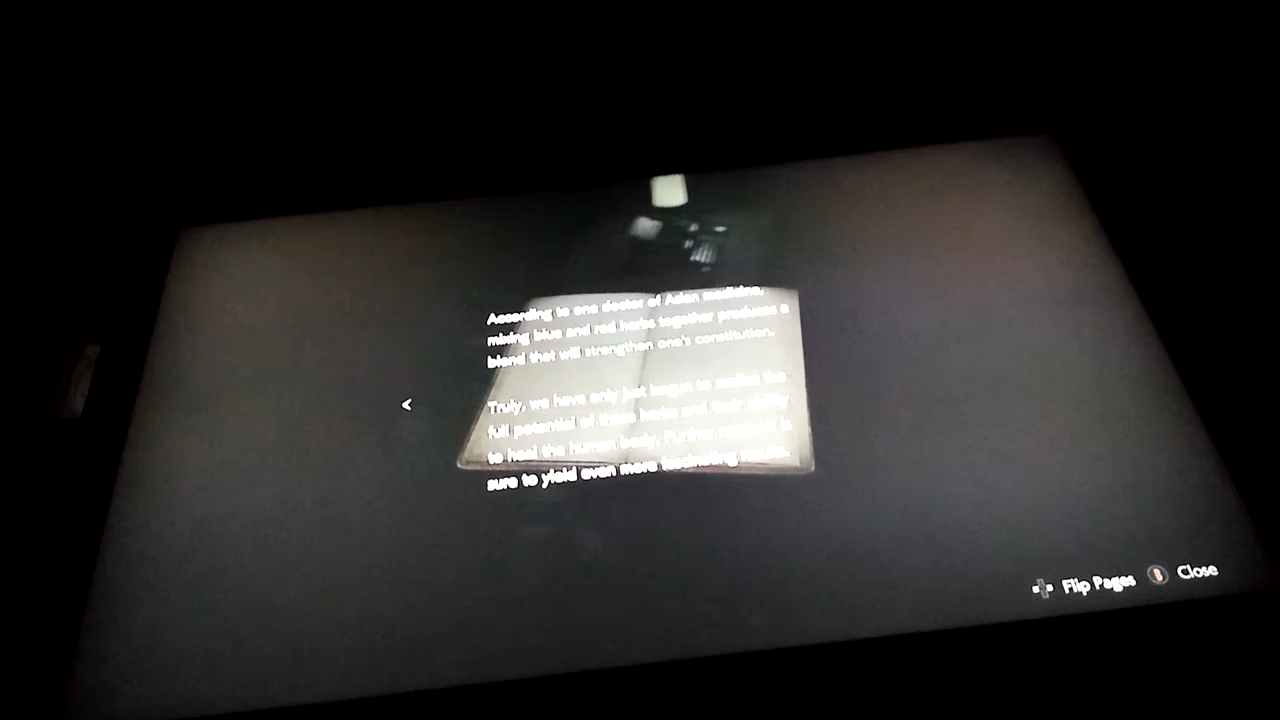 According to one doctor of Asian medicine,
mixing blue and red herbs together produces a
blend that will strengthen one's constitution.
Truly, we have only just begun to realize the
full potential of these herbs and their ability
to heal the human body. Further research is
sure to yield even more fascinating results.
<
Flip Pages B Close